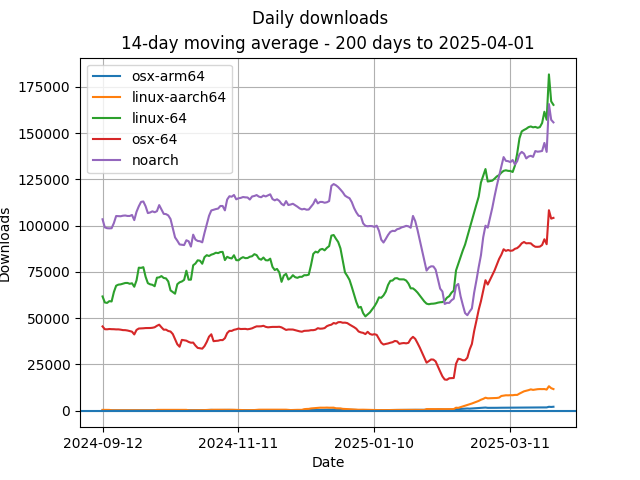 Daily downloads
14-day moving average - 200 days to 2025-04-01
osx-arm64
linux-aarch64
linux-64
osx-64
noarch
175000
150000
125000
100000
75000
50000
25000
0
Downloads
2024-09-12
2024-11-11
2025-01-10
2025-03-11
Date